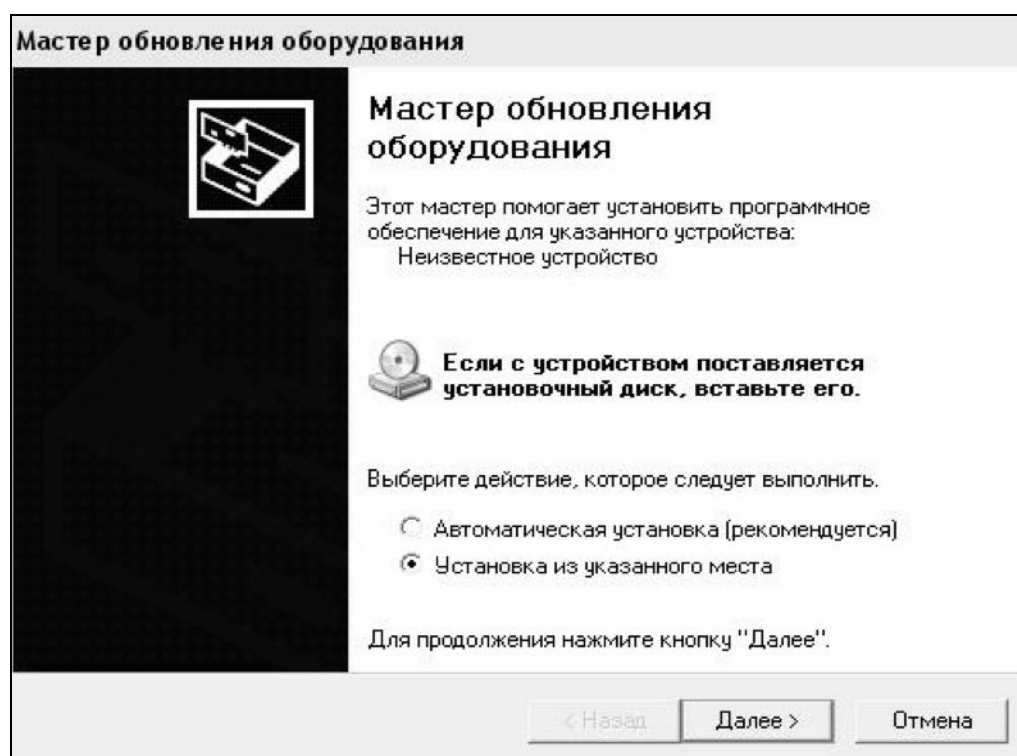 Мастер обновления оборудования
Мастер обновления
оборудования
Этот мастер помогает установить программное
обеспечение для указанного устройства:
Неизвестное устройство
Если с устройством поставляется
установочный диск, вставьте его.
Выберите действие, которое следует выполнить.
Автоматическая установка (рекомендуется)
Установка из указанного места
Для продолжения нажмите кнопку "Далее".
< Назад Далее > Отмена